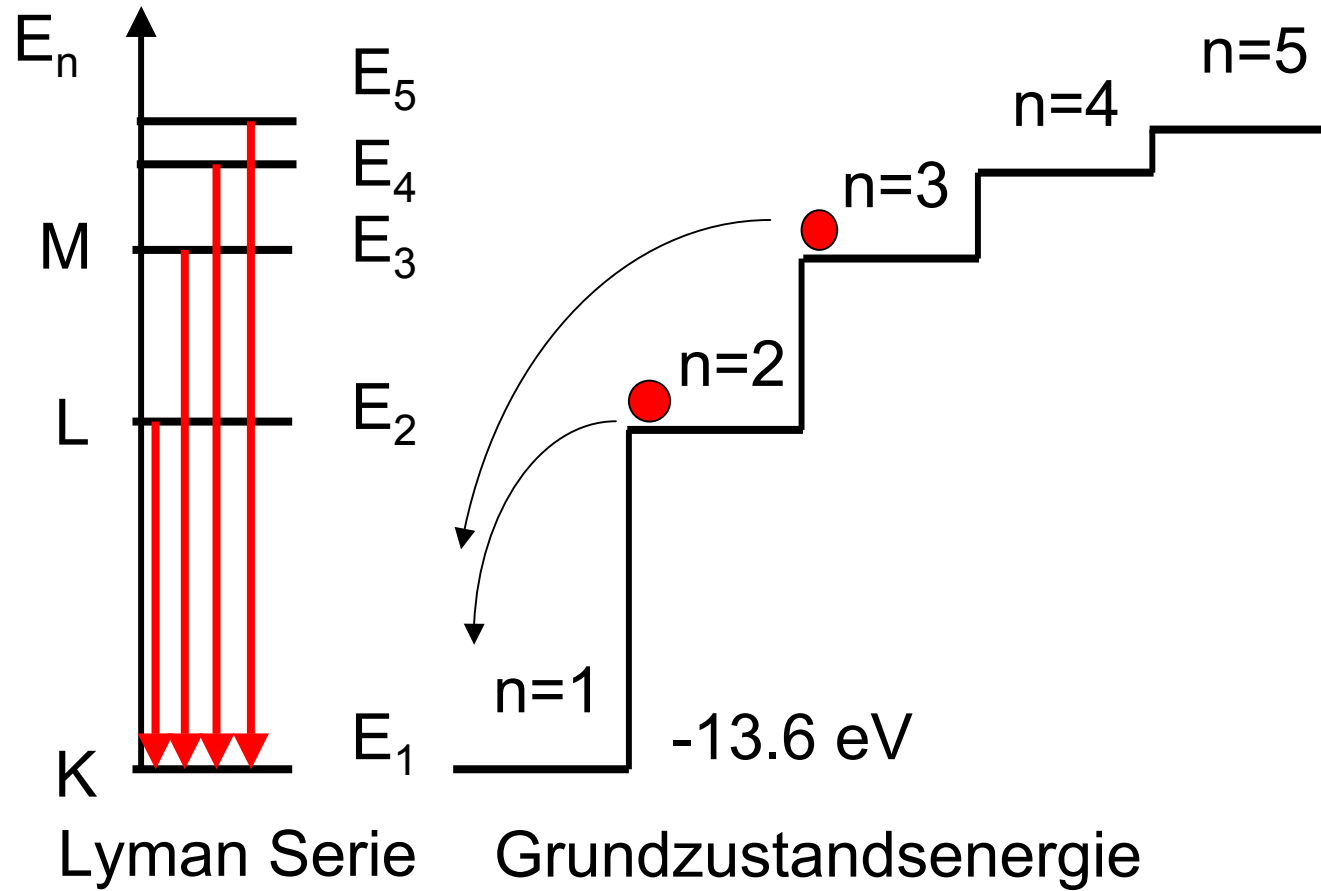 Eₙ
E₅
n=5
n=4
E₄
n=3
M
E₃
n=2
L
E₂
n=1
E₁
-13.6 eV
K
Lyman Serie
Grundzustandsenergie